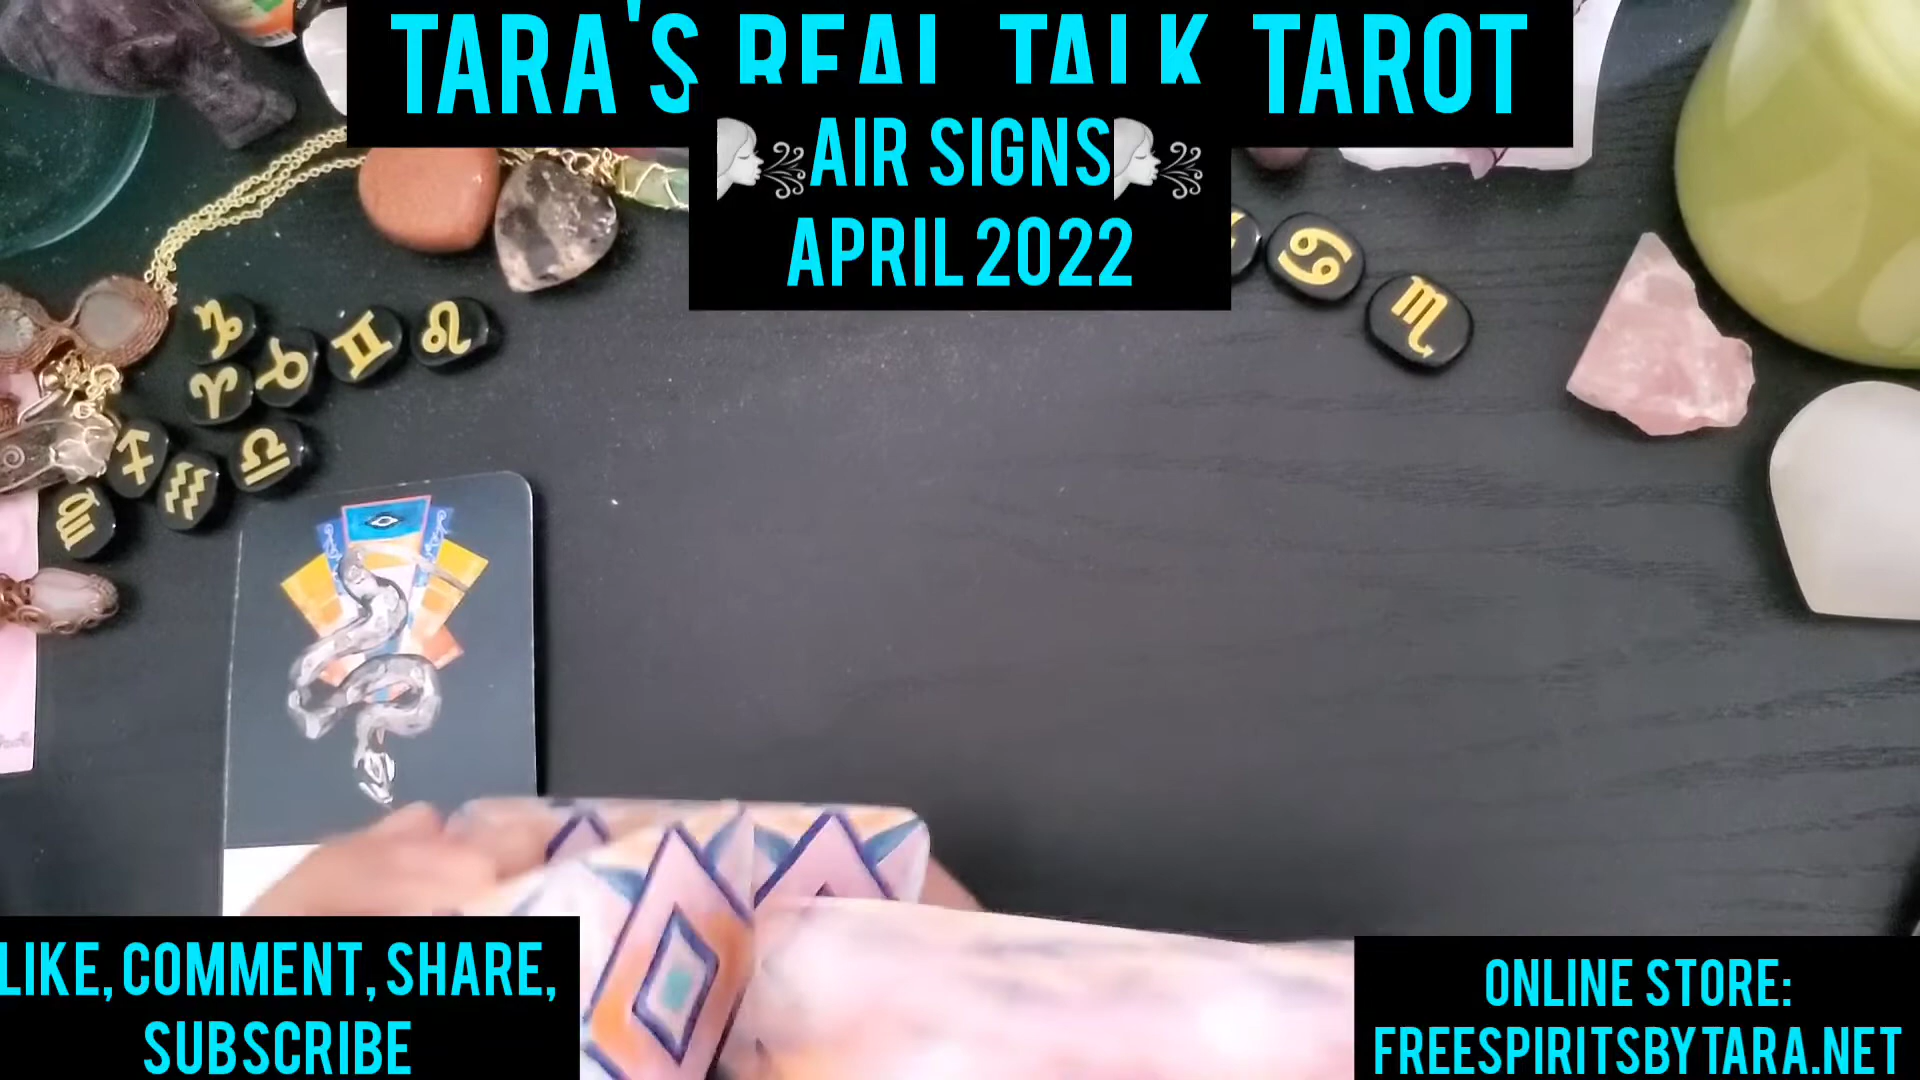 TARA'S REAL TALK TAROT
AIR SIGNS
APRIL 2022
♑ ♊ ♌
♈ ♉
♐ ♎
♍ ♒
♋
♏
LIKE, COMMENT, SHARE,
SUBSCRIBE
ONLINE STORE:
FREESPIRITSBYTARA.NET